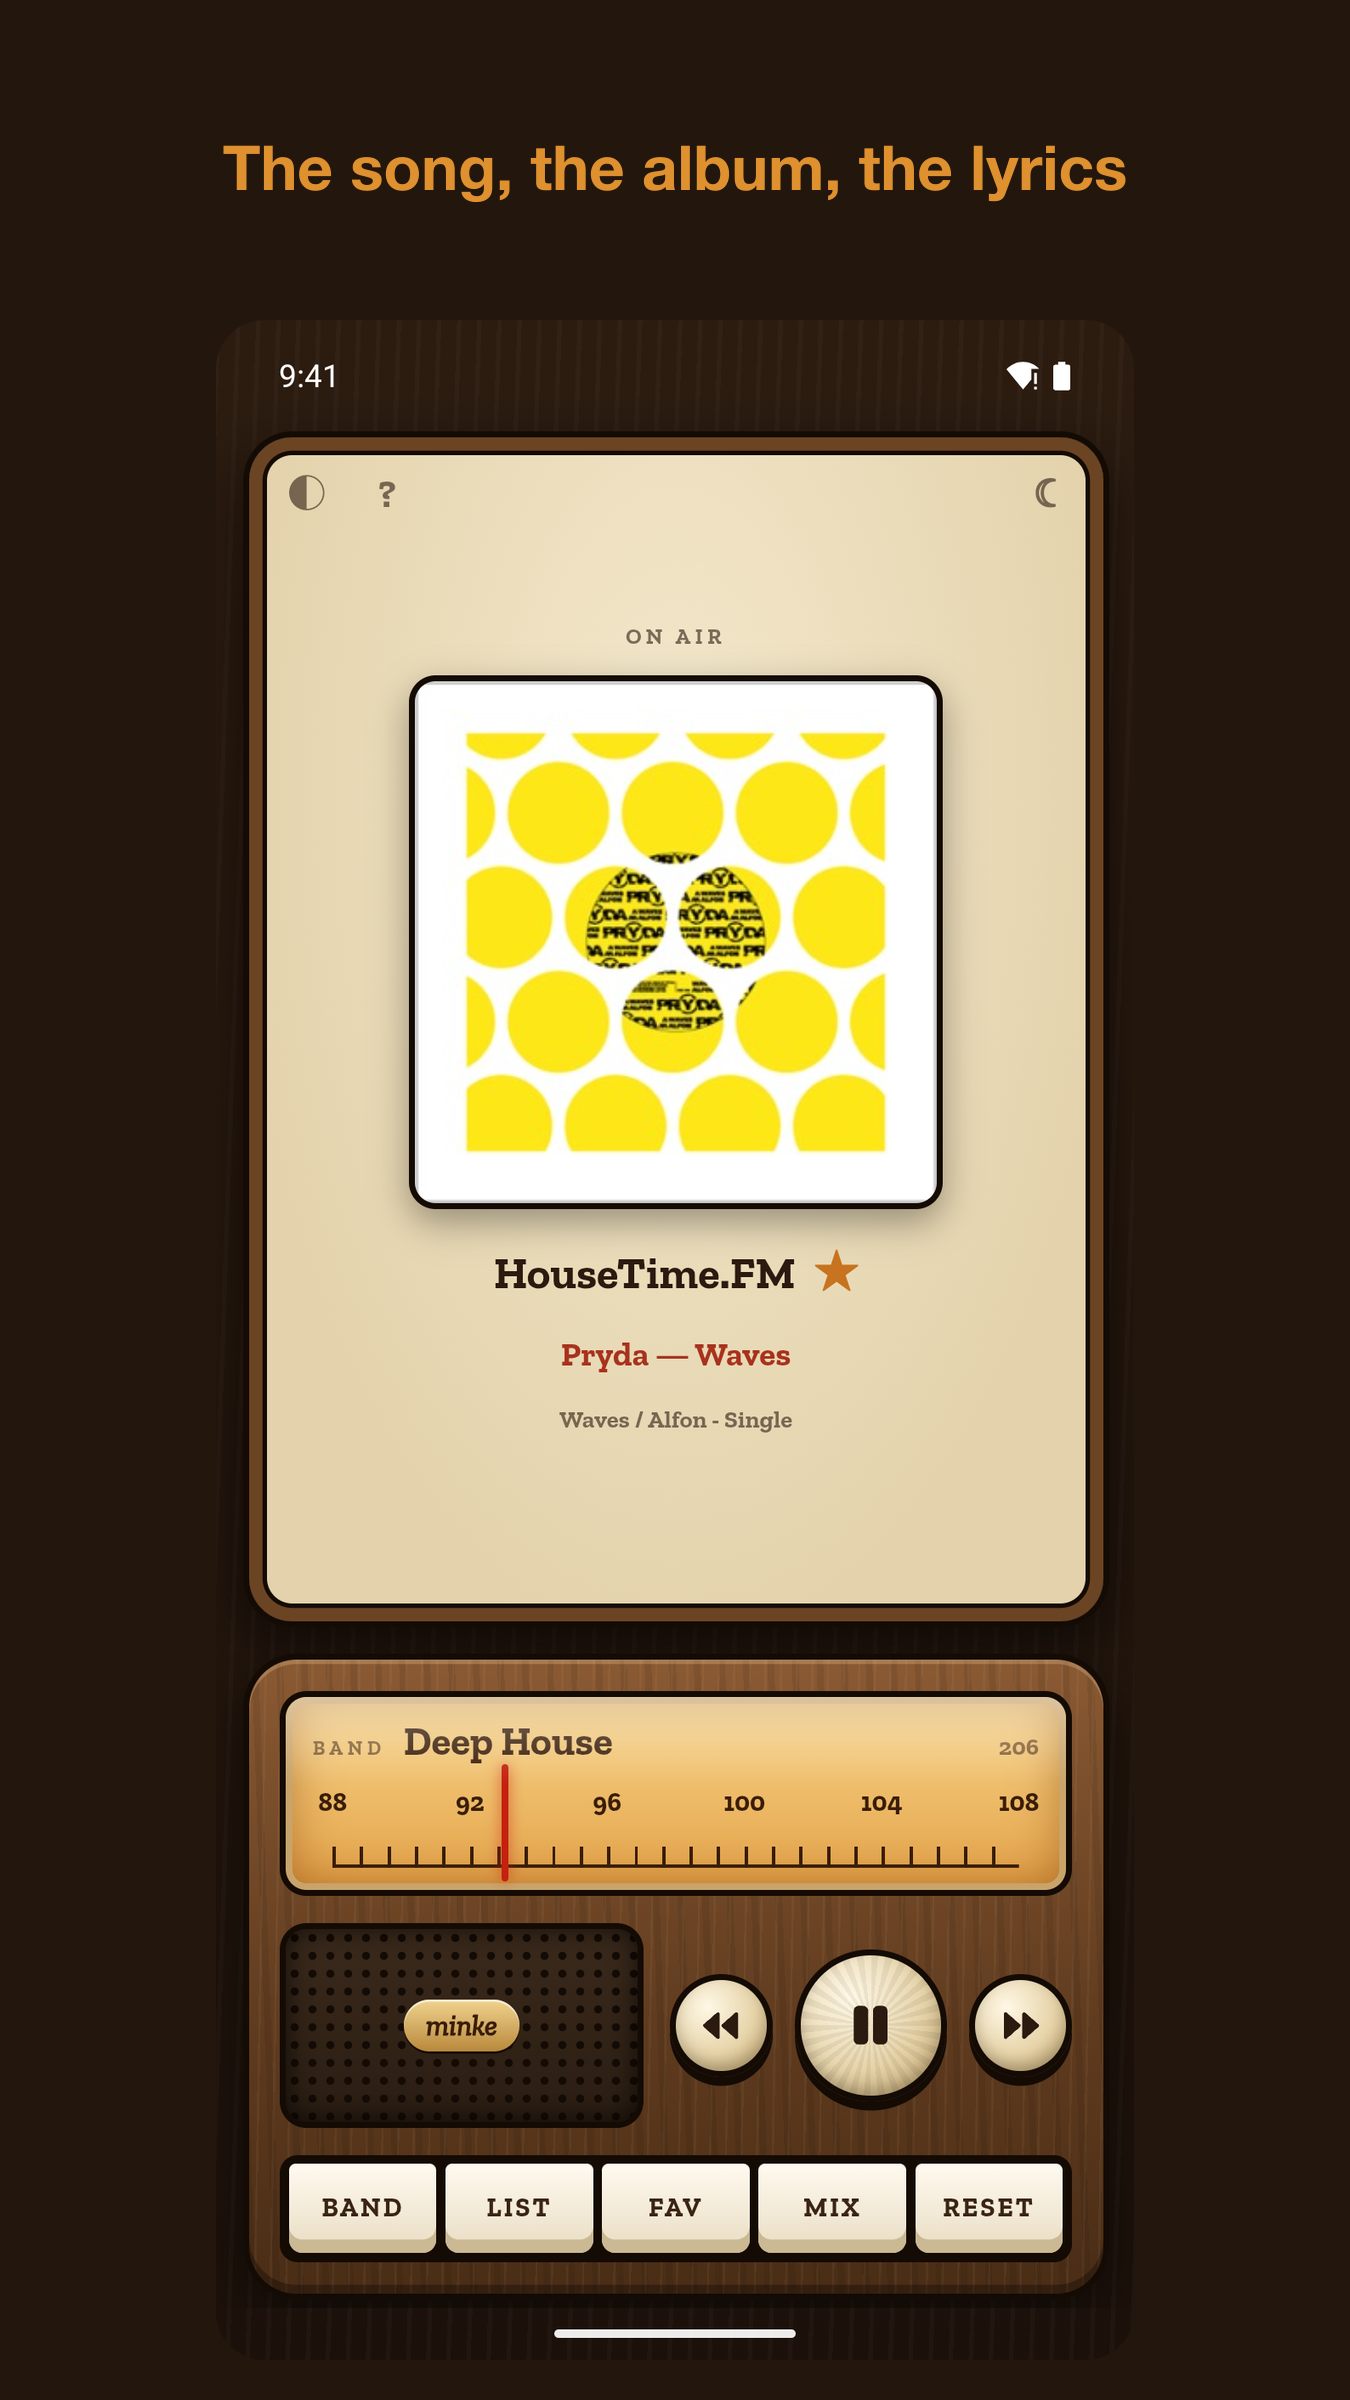 The song, the album, the lyrics
9:41
?
ON AIR
PRYDA
HouseTime.FM ★
Pryda — Waves
Waves / Alfon - Single
BAND Deep House 206
88 92 96 100 104 108
minke
BAND LIST FAV MIX RESET